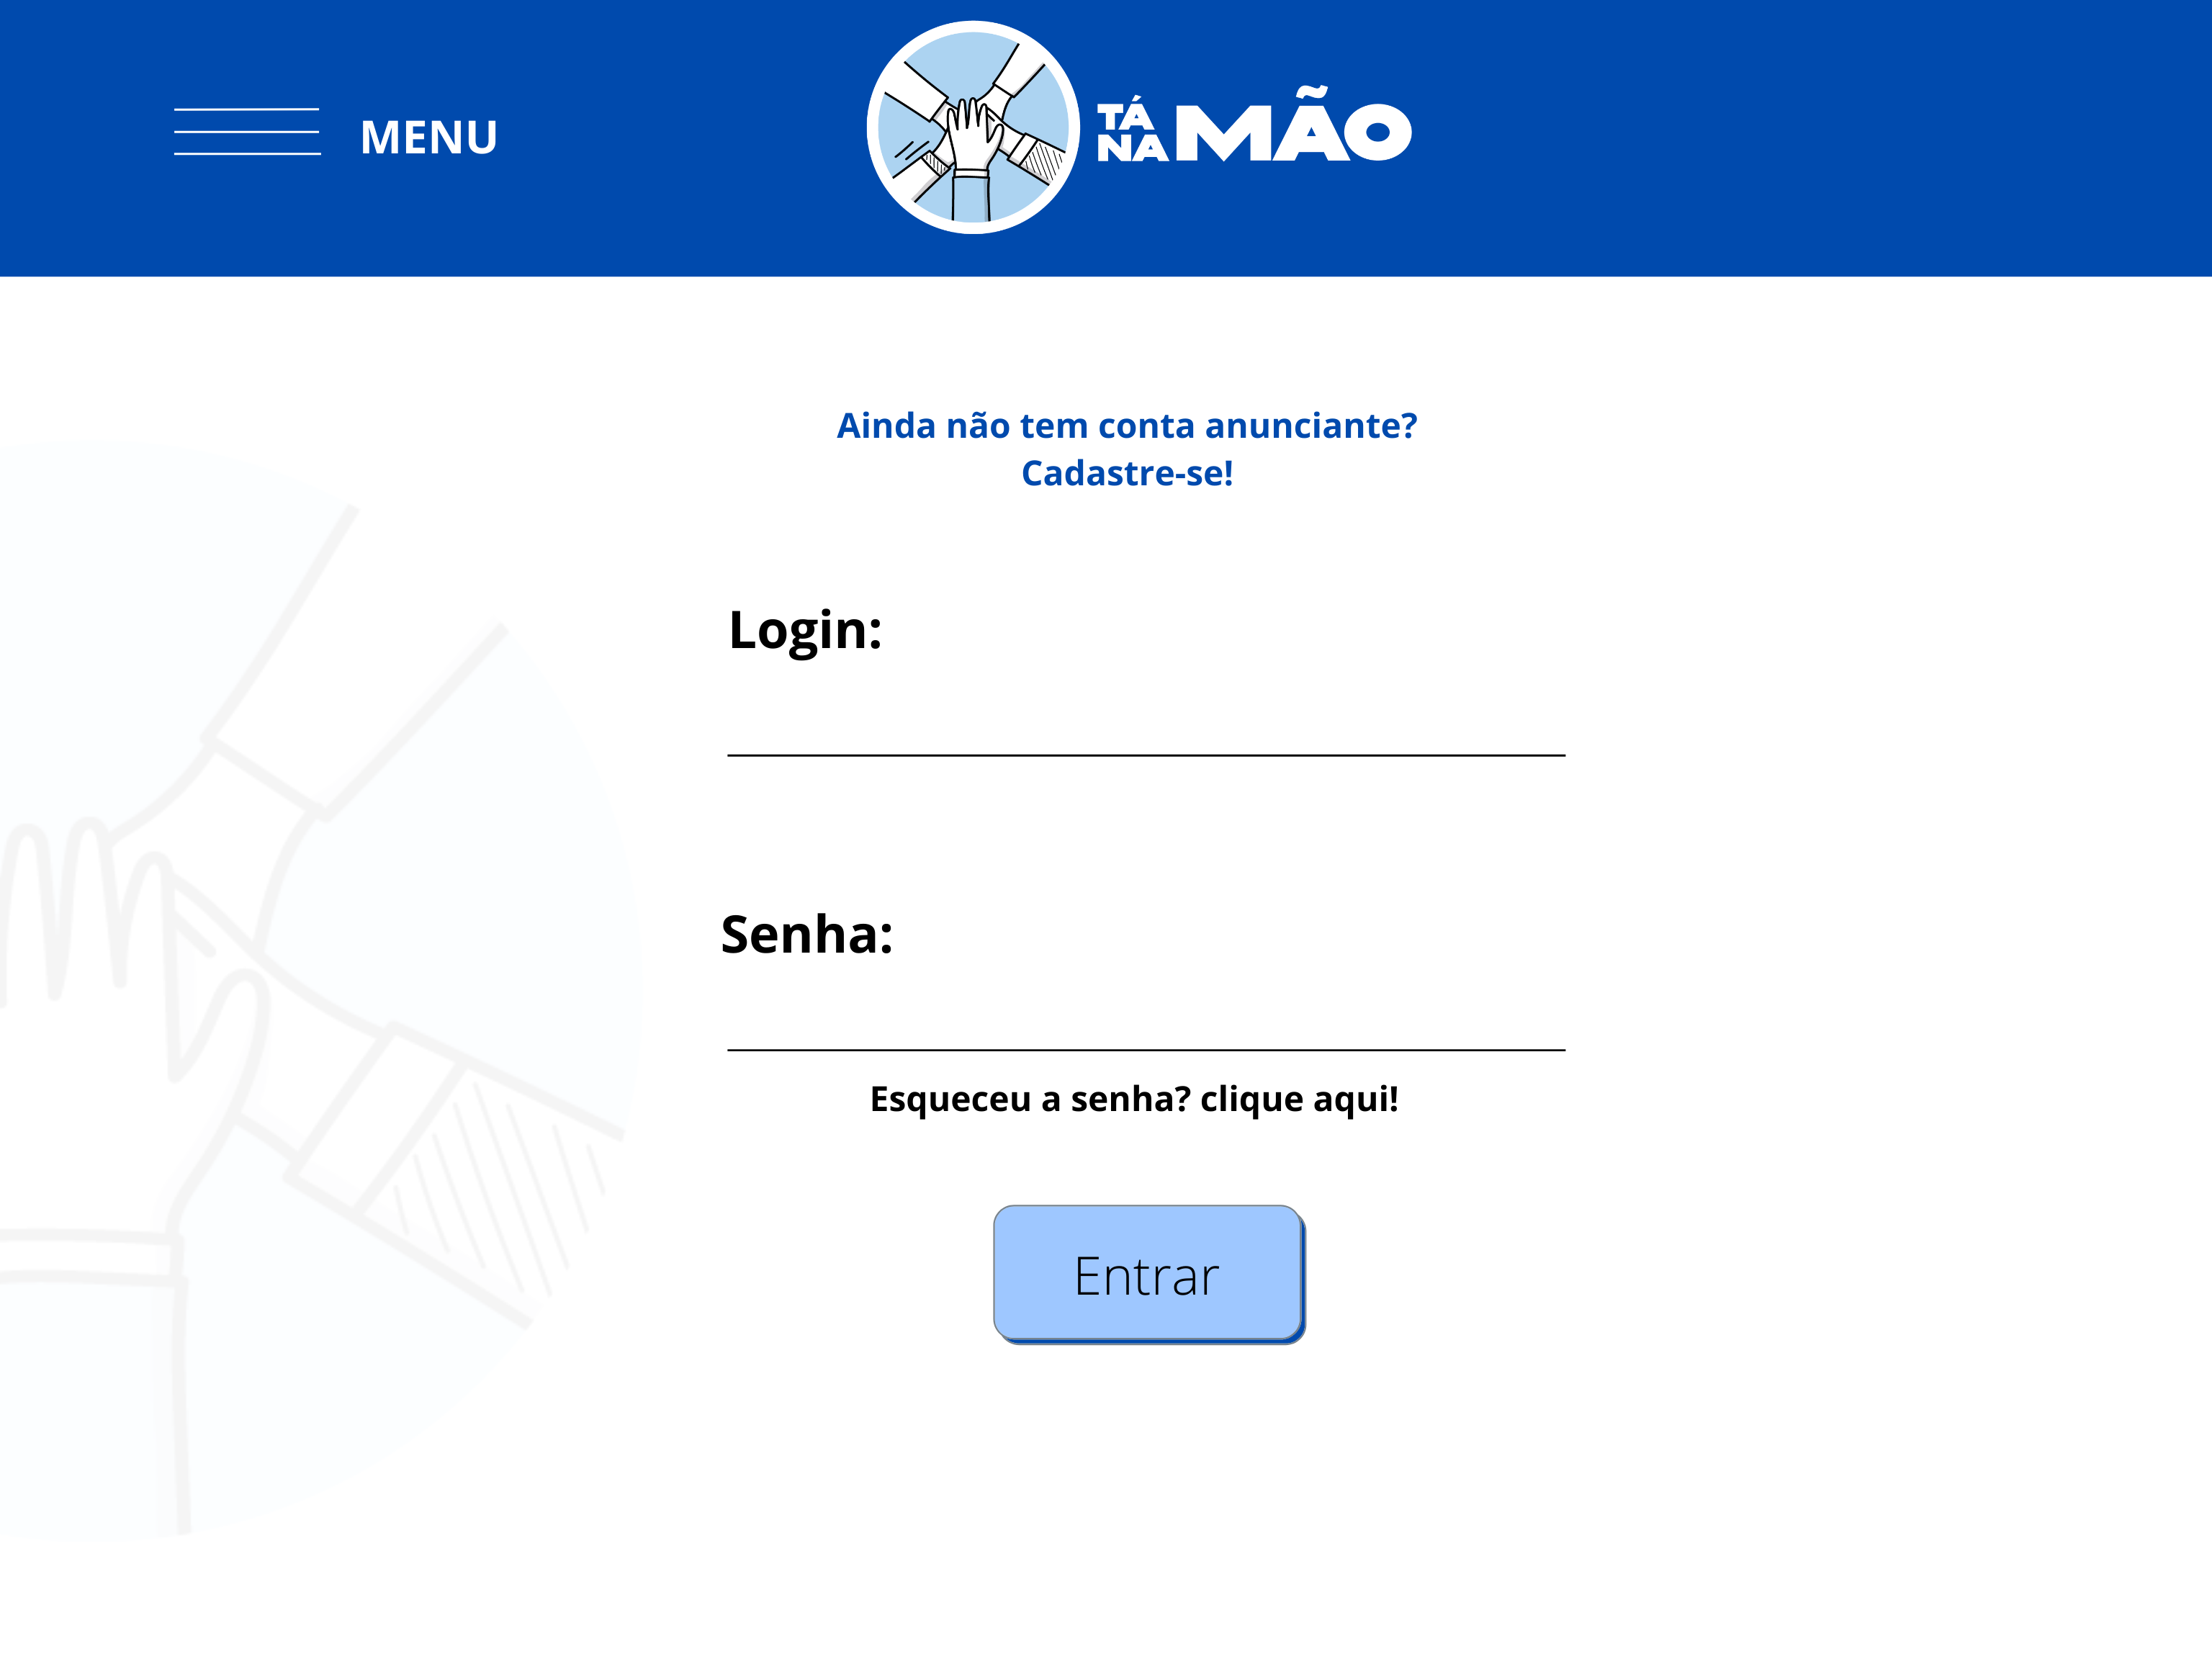 MENU
TÁ
NA MÃO
Ainda não tem conta anunciante?
Cadastre-se!
Login:
Senha:
Esqueceu a senha? clique aqui!
Entrar